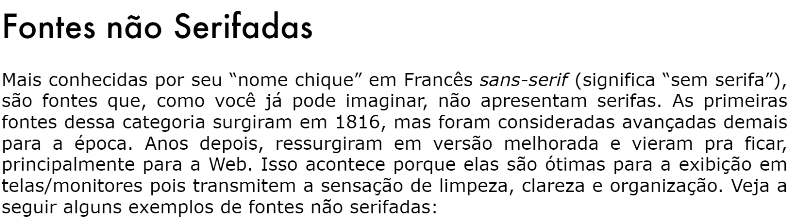 Fontes não Serifadas
Mais conhecidas por seu “nome chique” em Francês sans-serif (significa “sem serifa”),
são fontes que, como você já pode imaginar, não apresentam serifas. As primeiras
fontes dessa categoria surgiram em 1816, mas foram consideradas avançadas demais
para a época. Anos depois, ressurgiram em versão melhorada e vieram pra ficar,
principalmente para a Web. Isso acontece porque elas são ótimas para a exibição em
telas/monitores pois transmitem a sensação de limpeza, clareza e organização. Veja a
seguir alguns exemplos de fontes não serifadas: